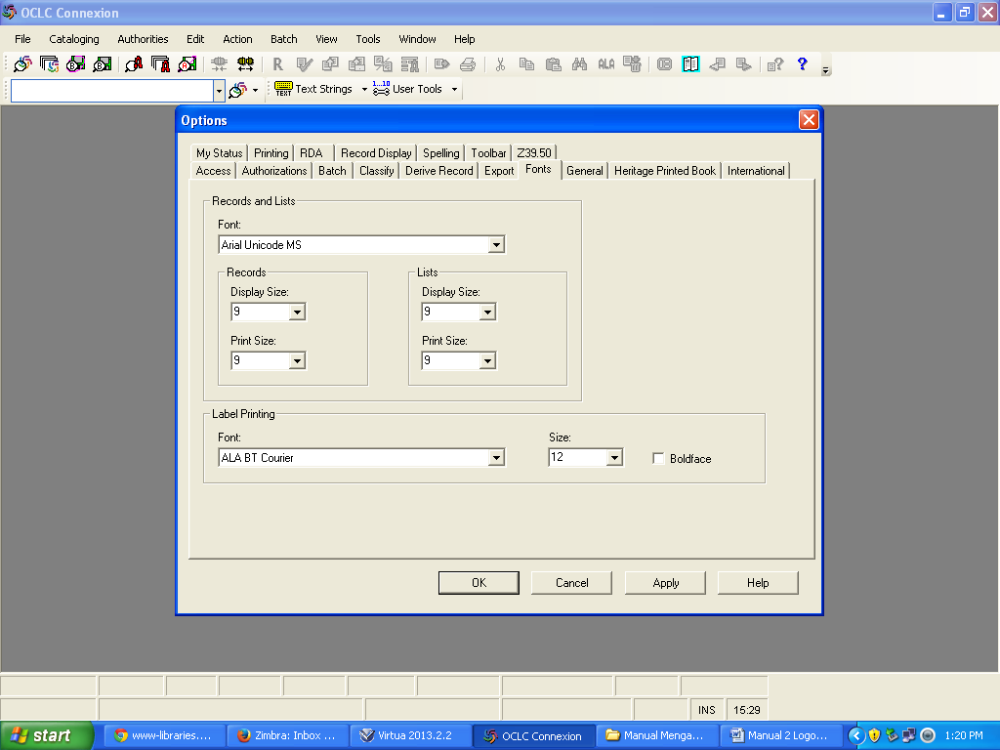 OCLC Connexion
File Cataloging Authorities Edit Action Batch View Tools Window Help
R ALA ?
TEXT Text Strings 1...10 User Tools
Options
My Status Printing RDA Record Display Spelling Toolbar Z39.50
Access Authorizations Batch Classify Derive Record Export Fonts General Heritage Printed Book International
Records and Lists
Font:
Arial Unicode MS
Records Lists
Display Size: Display Size:
9 9
Print Size: Print Size:
9 9
Label Printing
Font: Size:
ALA BT Courier 12 Boldface
OK Cancel Apply Help
INS 15:29
start www-libraries.... Zimbra: Inbox ... Virtua 2013.2.2 OCLC Connexion Manual Menga... Manual 2 Logo... 1:20 PM